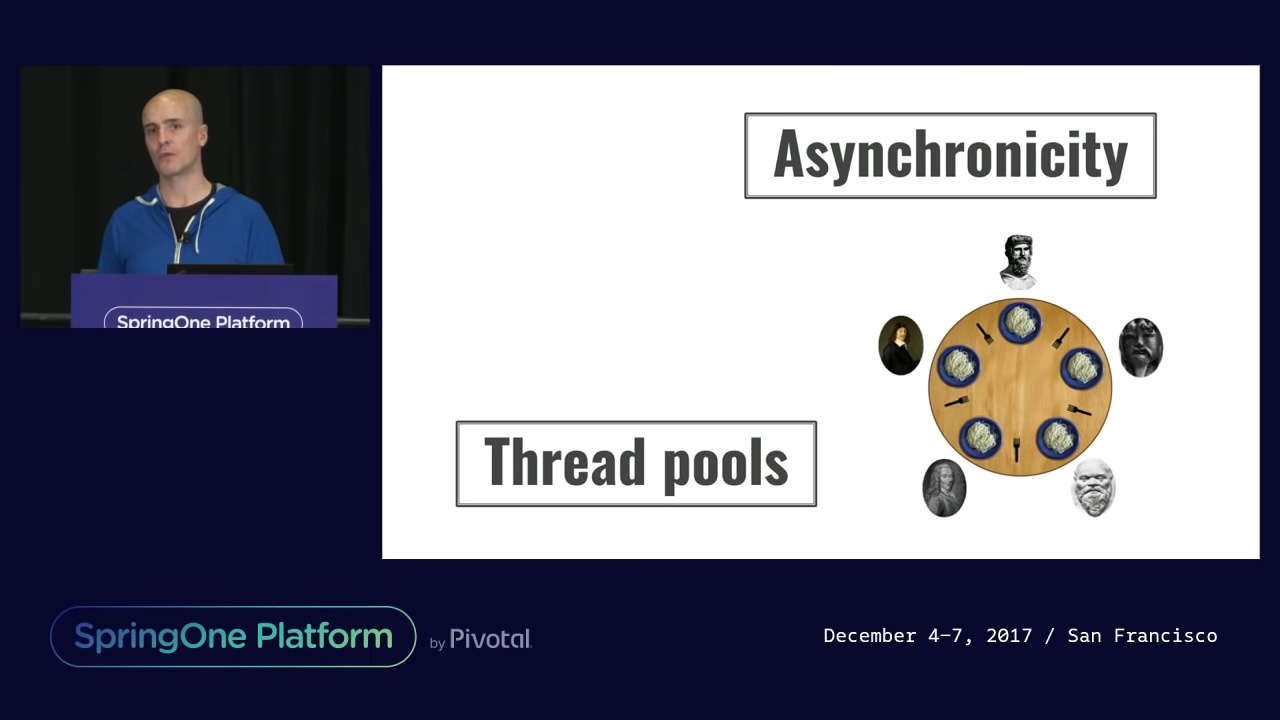 Asynchronicity
Thread pools
SpringOne Platform
SpringOne Platform
by Pivotal.
December 4–7, 2017 / San Francisco